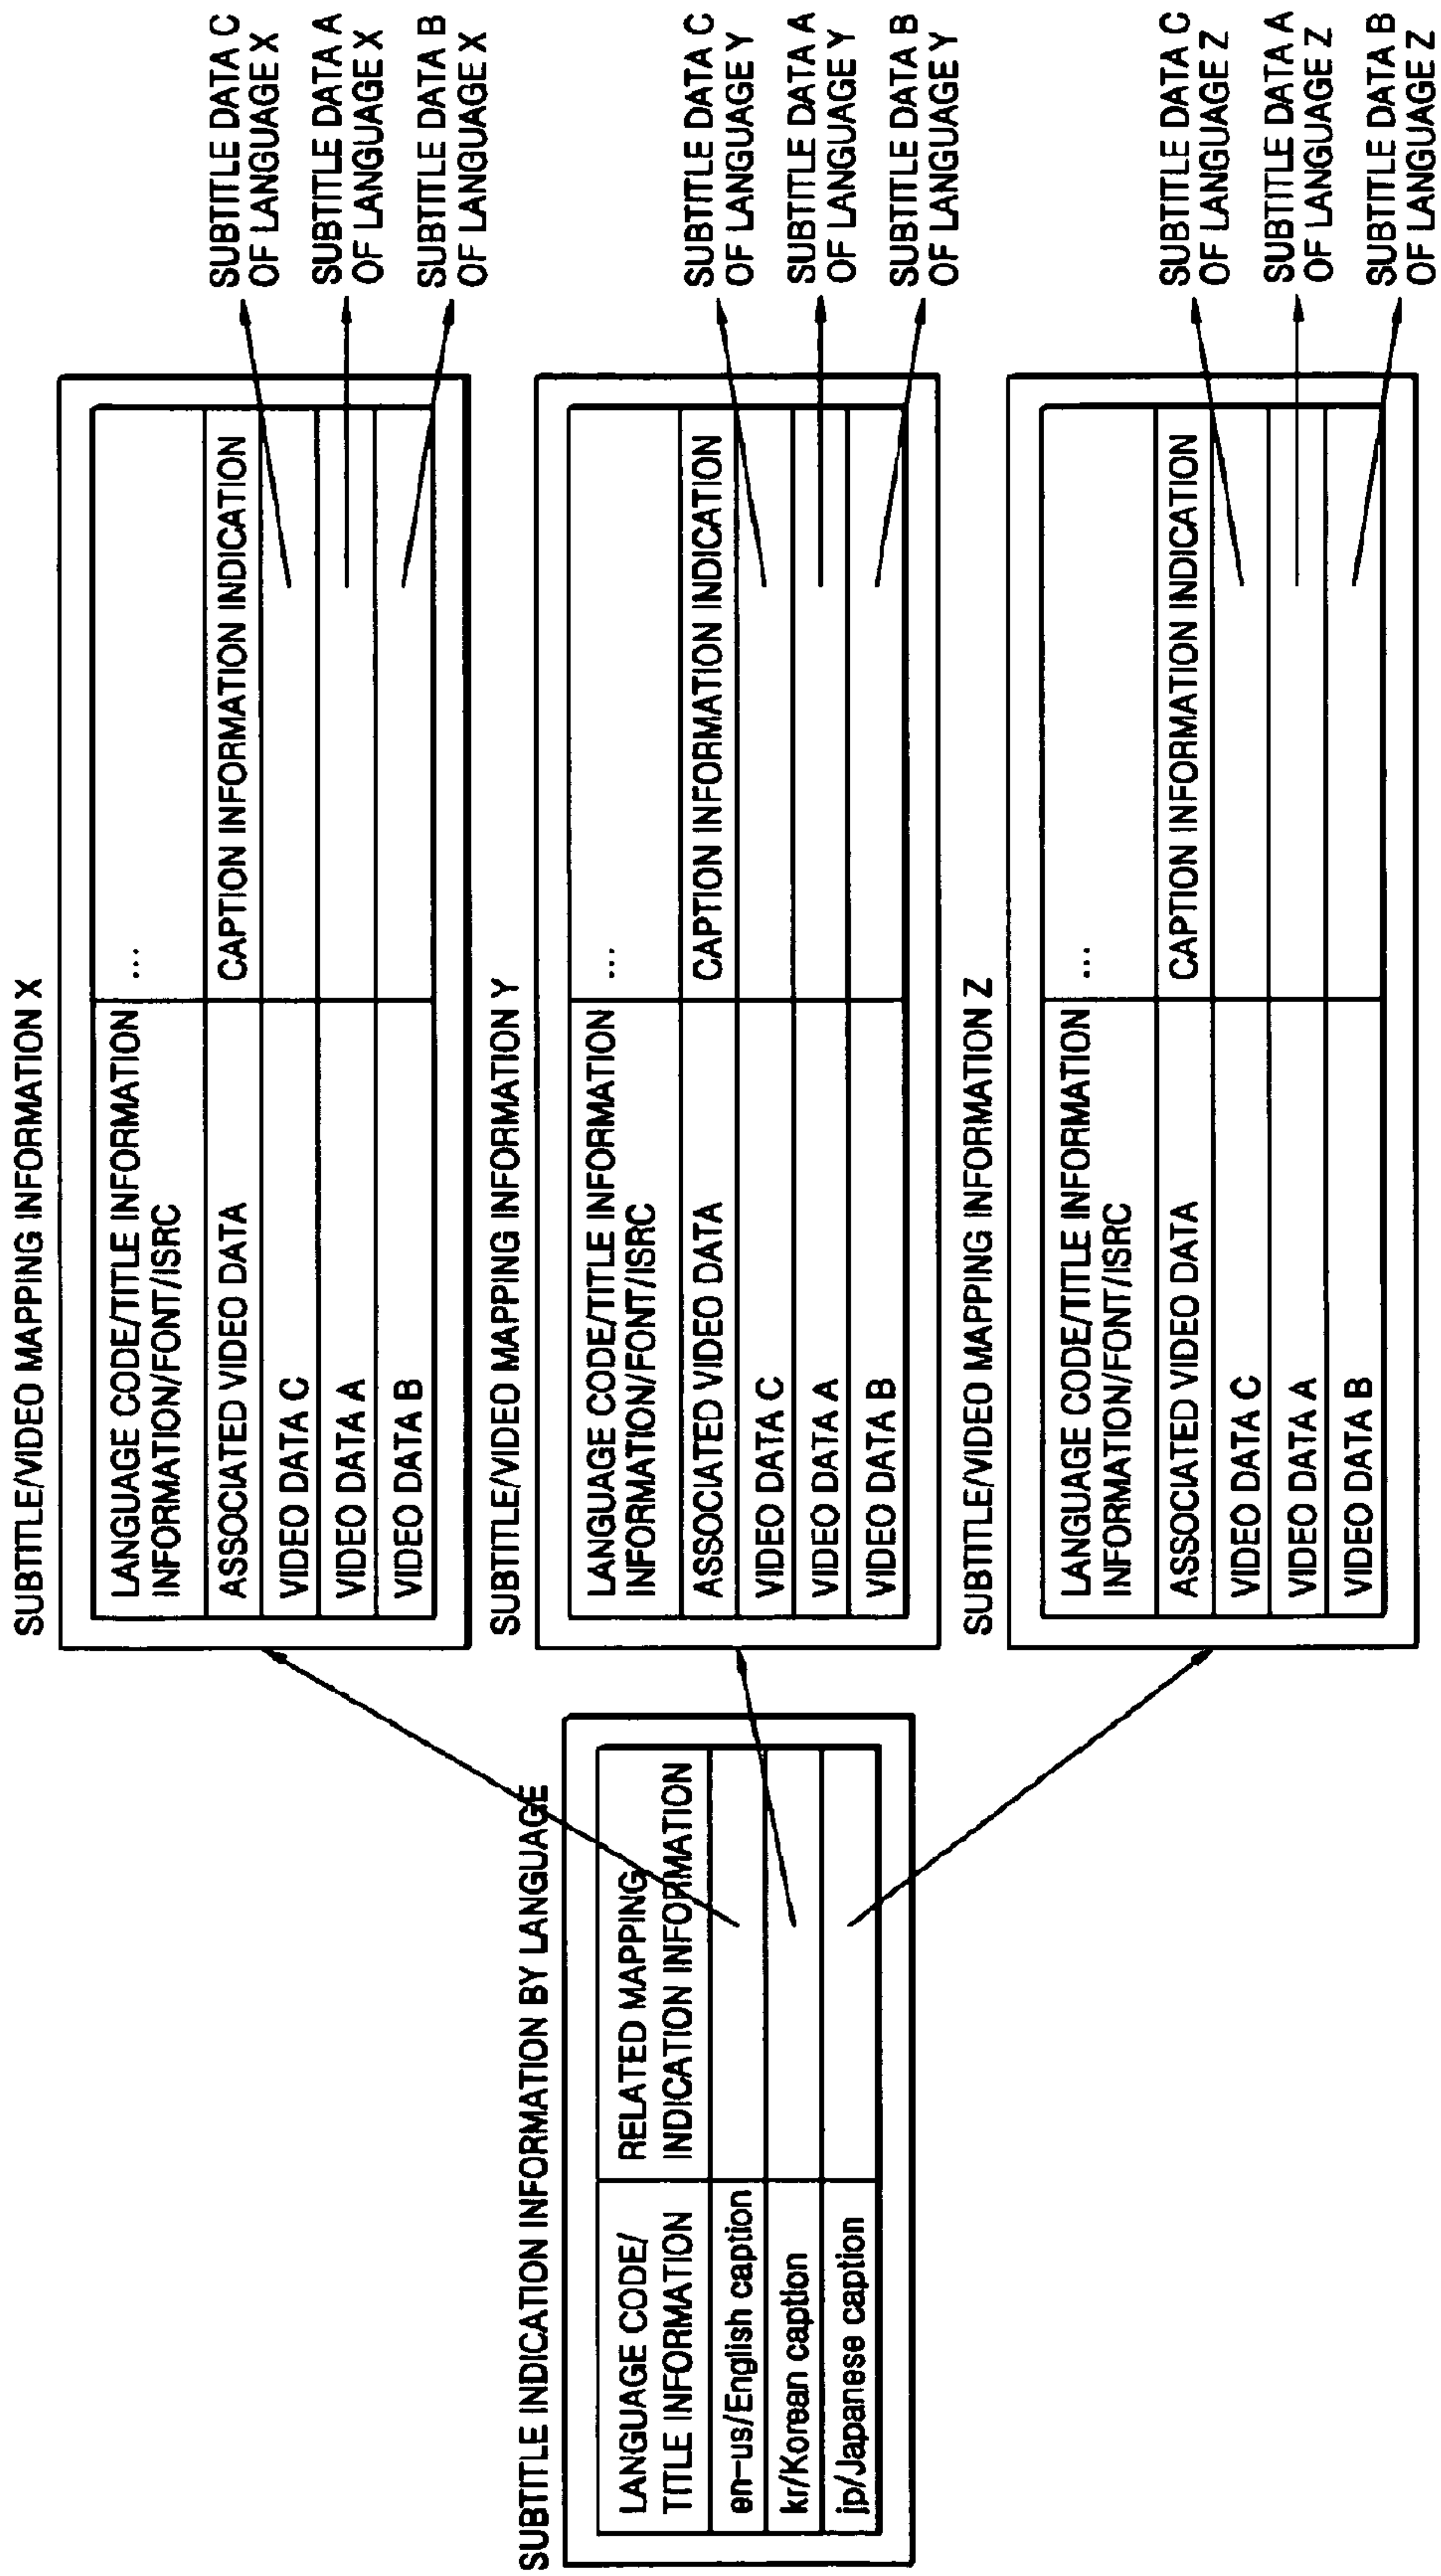 SUBTITLE INDICATION INFORMATION BY LANGUAGE
LANGUAGE CODE/
TITLE INFORMATION
RELATED MAPPING
INDICATION INFORMATION
en-us/English caption
kr/Korean caption
jp/Japanese caption
SUBTITLE/VIDEO MAPPING INFORMATION X
LANGUAGE CODE/TITLE INFORMATION
INFORMATION/FONT/ISRC
...
ASSOCIATED VIDEO DATA
CAPTION INFORMATION INDICATION
VIDEO DATA C
VIDEO DATA A
VIDEO DATA B
SUBTITLE DATA C
OF LANGUAGE X
SUBTITLE DATA A
OF LANGUAGE X
SUBTITLE DATA B
OF LANGUAGE X
SUBTITLE/VIDEO MAPPING INFORMATION Y
LANGUAGE CODE/TITLE INFORMATION
INFORMATION/FONT/ISRC
...
ASSOCIATED VIDEO DATA
CAPTION INFORMATION INDICATION
VIDEO DATA C
VIDEO DATA A
VIDEO DATA B
SUBTITLE DATA C
OF LANGUAGE Y
SUBTITLE DATA A
OF LANGUAGE Y
SUBTITLE DATA B
OF LANGUAGE Y
SUBTITLE/VIDEO MAPPING INFORMATION Z
LANGUAGE CODE/TITLE INFORMATION
INFORMATION/FONT/ISRC
...
ASSOCIATED VIDEO DATA
CAPTION INFORMATION INDICATION
VIDEO DATA C
VIDEO DATA A
VIDEO DATA B
SUBTITLE DATA C
OF LANGUAGE Z
SUBTITLE DATA A
OF LANGUAGE Z
SUBTITLE DATA B
OF LANGUAGE Z